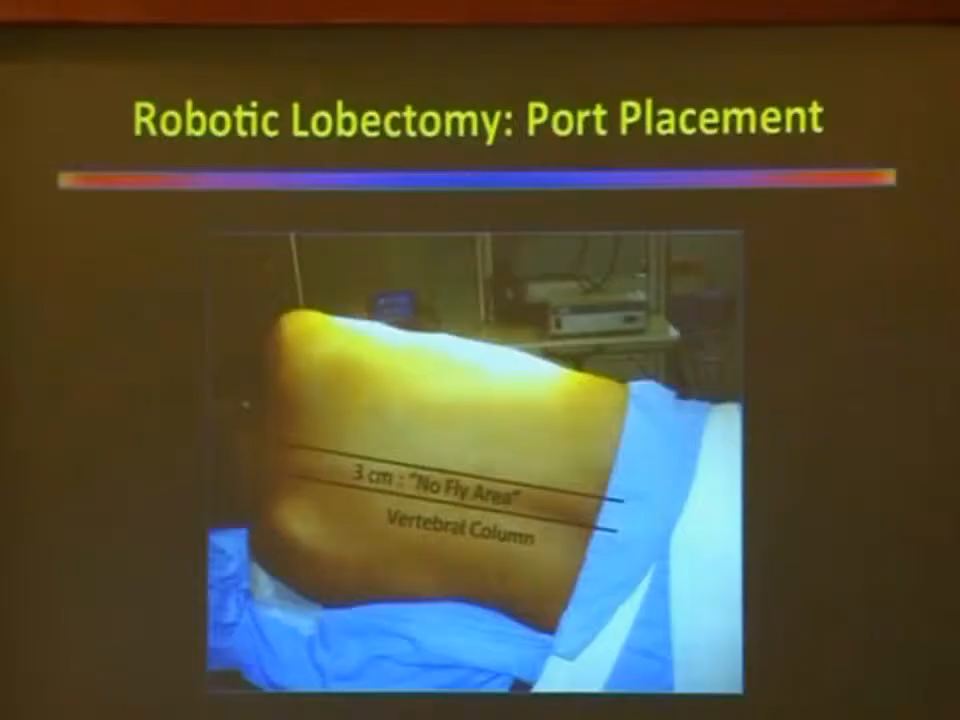 Robotic Lobectomy: Port Placement
3 cm : "No Fly Area"
Vertebral Column